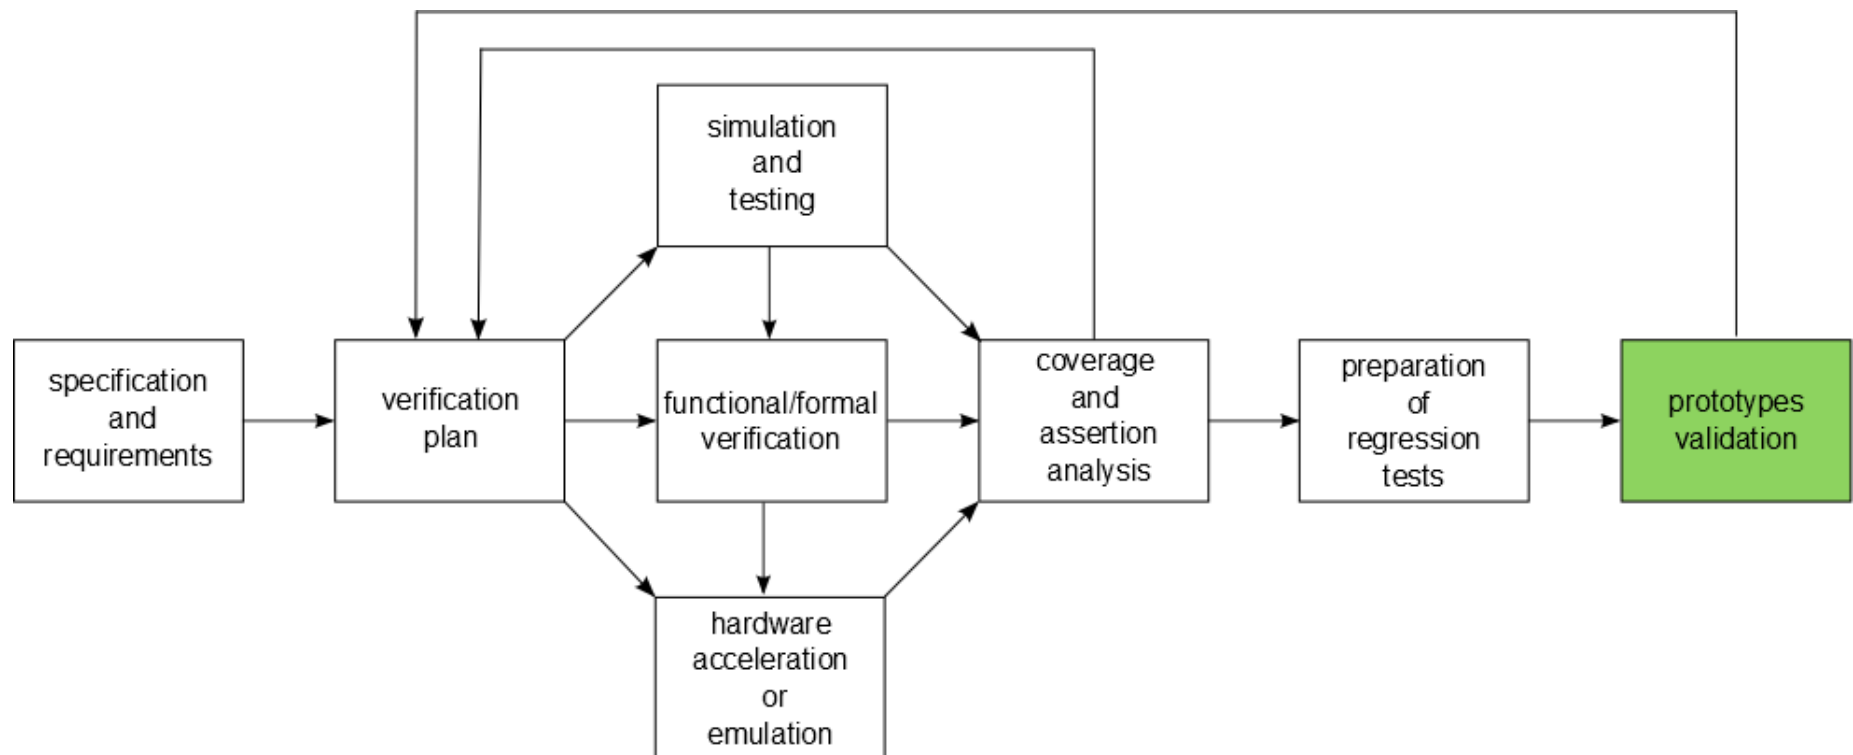 simulation
and
testing
specification
and
requirements
verification
plan
functional/formal
verification
coverage
and
assertion
analysis
preparation
of
regression
tests
prototypes
validation
hardware
acceleration
or
emulation